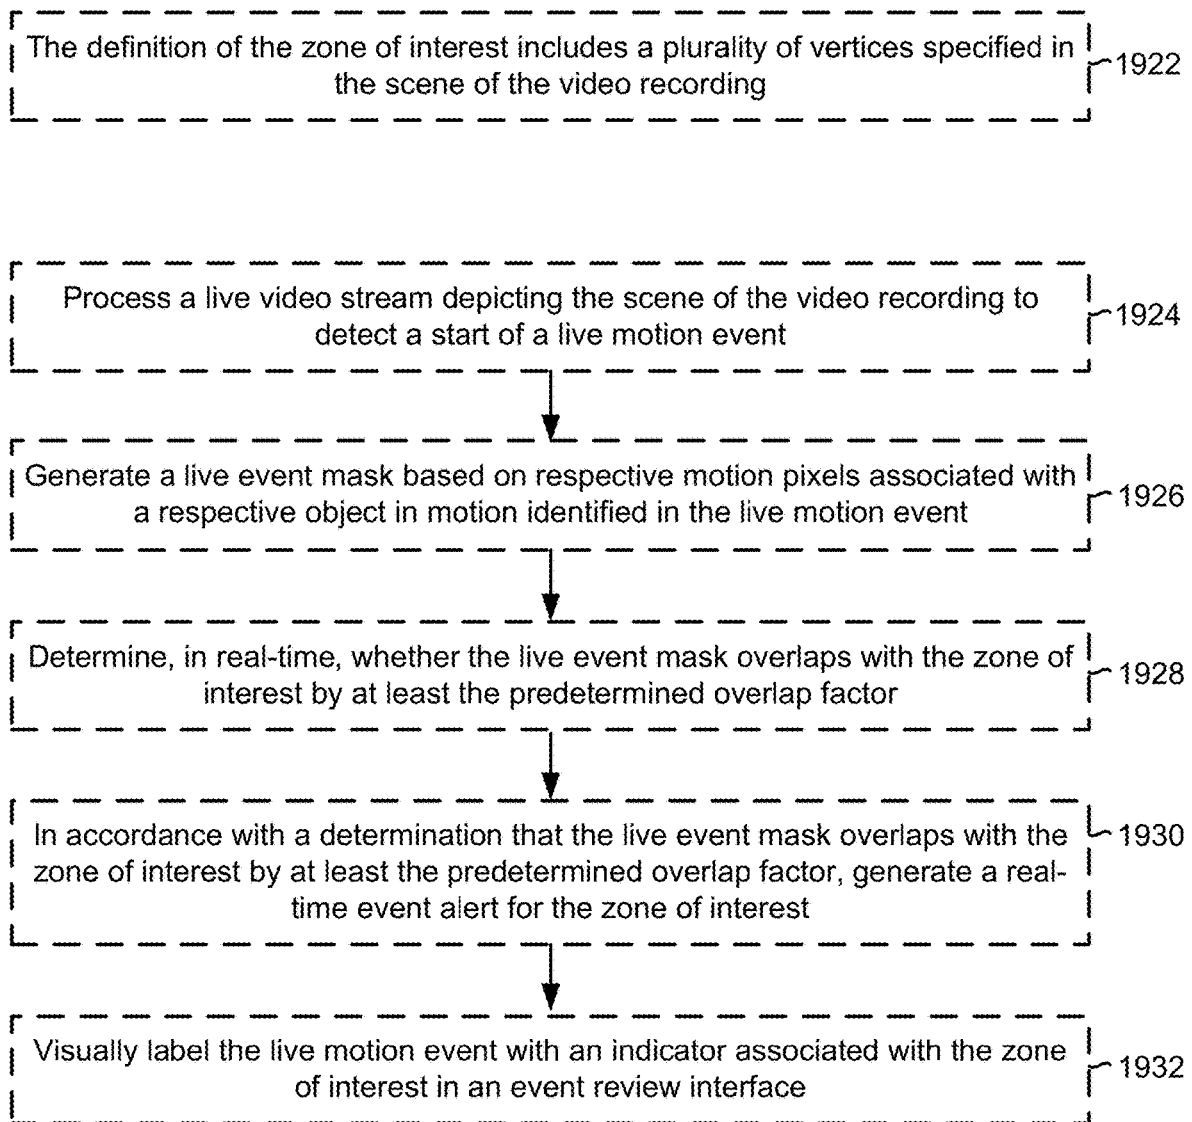 The definition of the zone of interest includes a plurality of vertices specified in
the scene of the video recording
1922
Process a live video stream depicting the scene of the video recording to
detect a start of a live motion event
1924
Generate a live event mask based on respective motion pixels associated with
a respective object in motion identified in the live motion event
1926
Determine, in real-time, whether the live event mask overlaps with the zone of
interest by at least the predetermined overlap factor
1928
In accordance with a determination that the live event mask overlaps with the
zone of interest by at least the predetermined overlap factor, generate a real-
time event alert for the zone of interest
1930
Visually label the live motion event with an indicator associated with the zone
of interest in an event review interface
1932